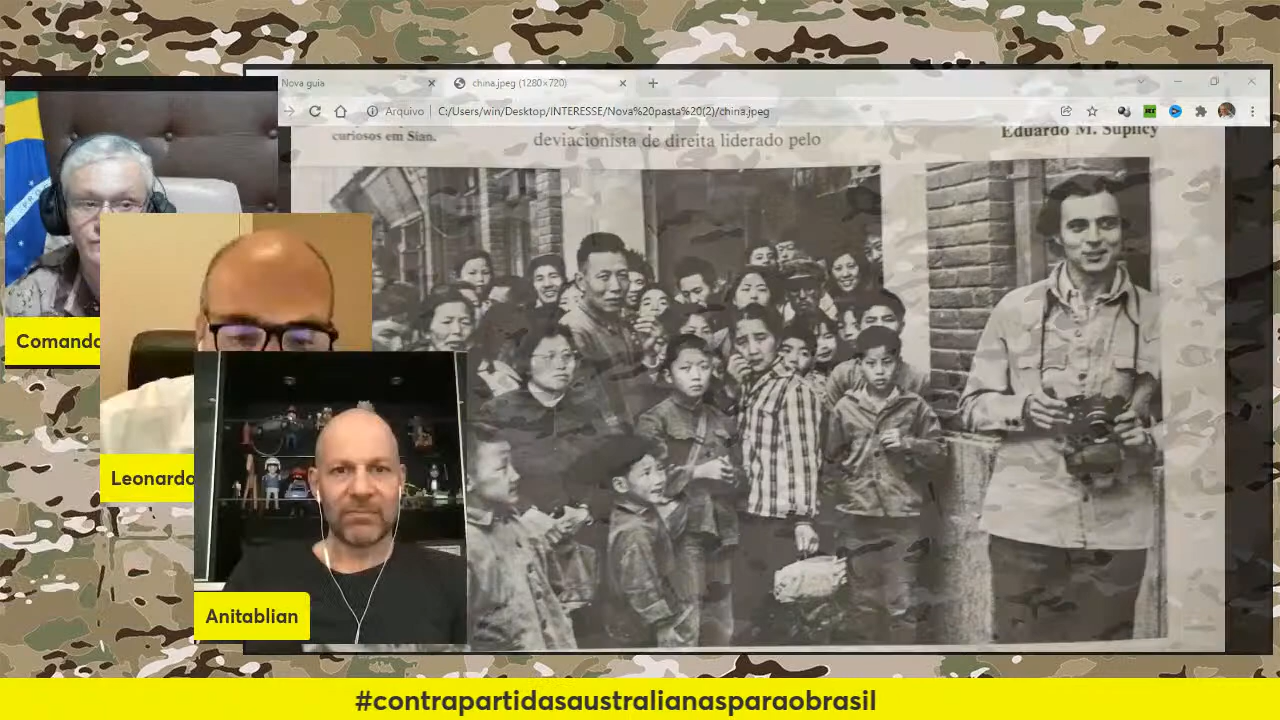 Nova guia
china.jpeg (1280×720)
Arquivo
C:/Users/win/Desktop/INTERESSE/Nova%20pasta%20(2)/china.jpeg
curiosos em Sian.
deviacionista de direita liderado pelo
Eduardo M. Suplicy
Comanda
Leonardo
Anitablian
#contrapartidasaustralianasparaobrasil